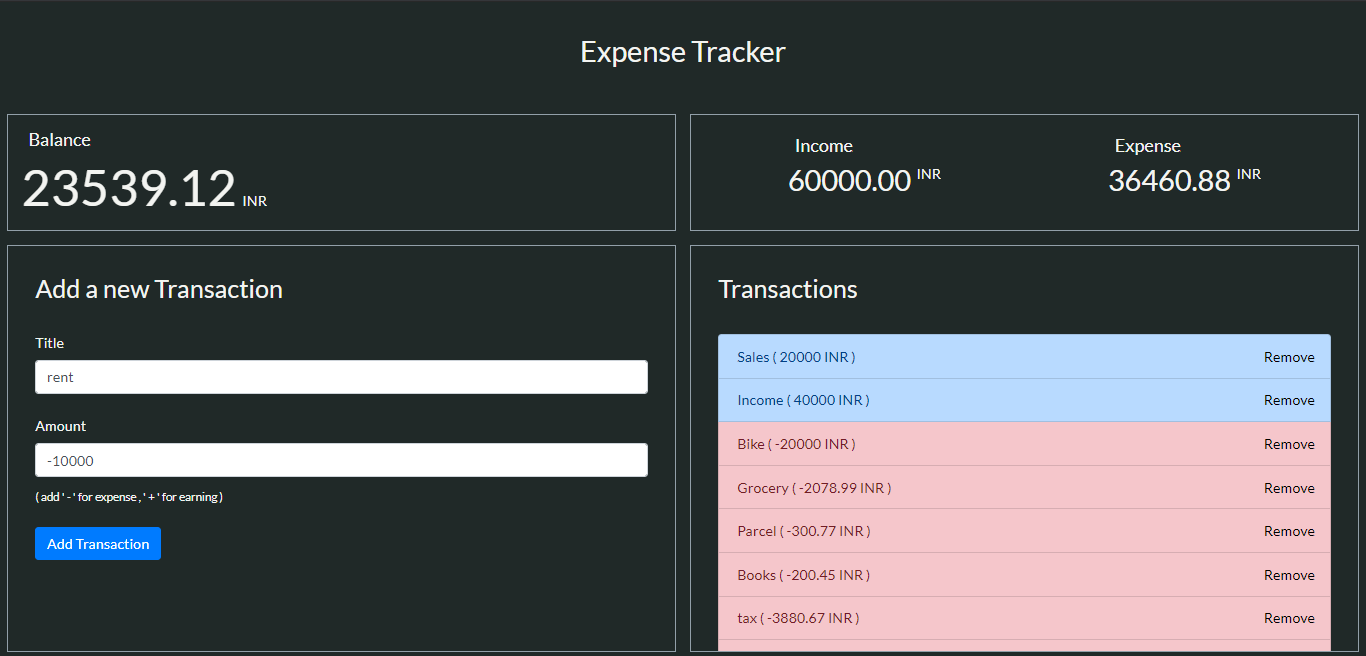 Expense Tracker
Balance
23539.12 INR
Income
60000.00 INR
Expense
36460.88 INR
Add a new Transaction
Title
rent
Amount
-10000
( add ' - ' for expense , ' + ' for earning )
Add Transaction
Transactions
Sales ( 20000 INR ) Remove
Income ( 40000 INR ) Remove
Bike ( -20000 INR ) Remove
Grocery ( -2078.99 INR ) Remove
Parcel ( -300.77 INR ) Remove
Books ( -200.45 INR ) Remove
tax ( -3880.67 INR ) Remove